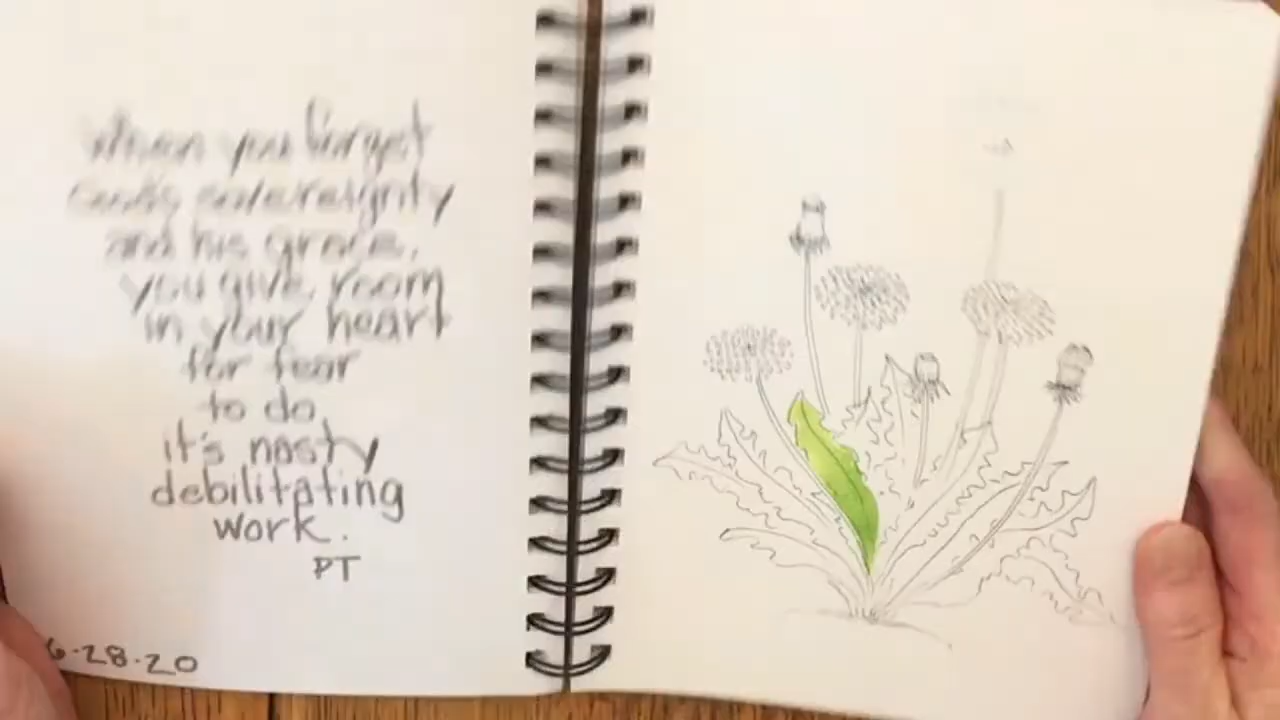 When you forget
God's sovereignty
and his grace,
you give room
in your heart
for fear
to do
it's nasty
debilitating
work.
PT
6-28-20